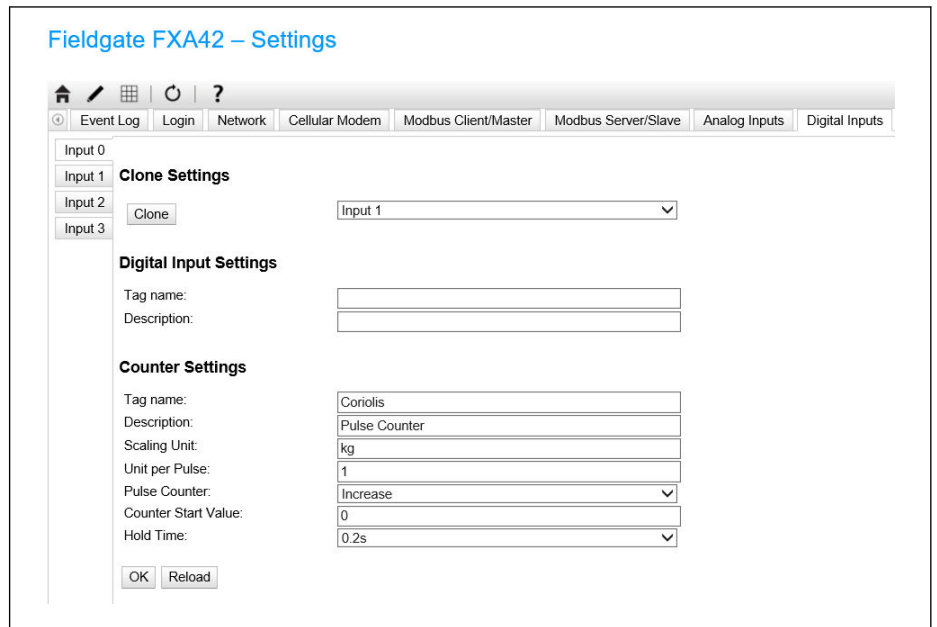 Fieldgate FXA42 – Settings
?
Event Log Login Network Cellular Modem Modbus Client/Master Modbus Server/Slave Analog Inputs Digital Inputs
Input 0
Input 1
Input 2
Input 3
Clone Settings
Clone Input 1
Digital Input Settings
Tag name:
Description:
Counter Settings
Tag name: Coriolis
Description: Pulse Counter
Scaling Unit: kg
Unit per Pulse: 1
Pulse Counter: Increase
Counter Start Value: 0
Hold Time: 0.2s
OK Reload